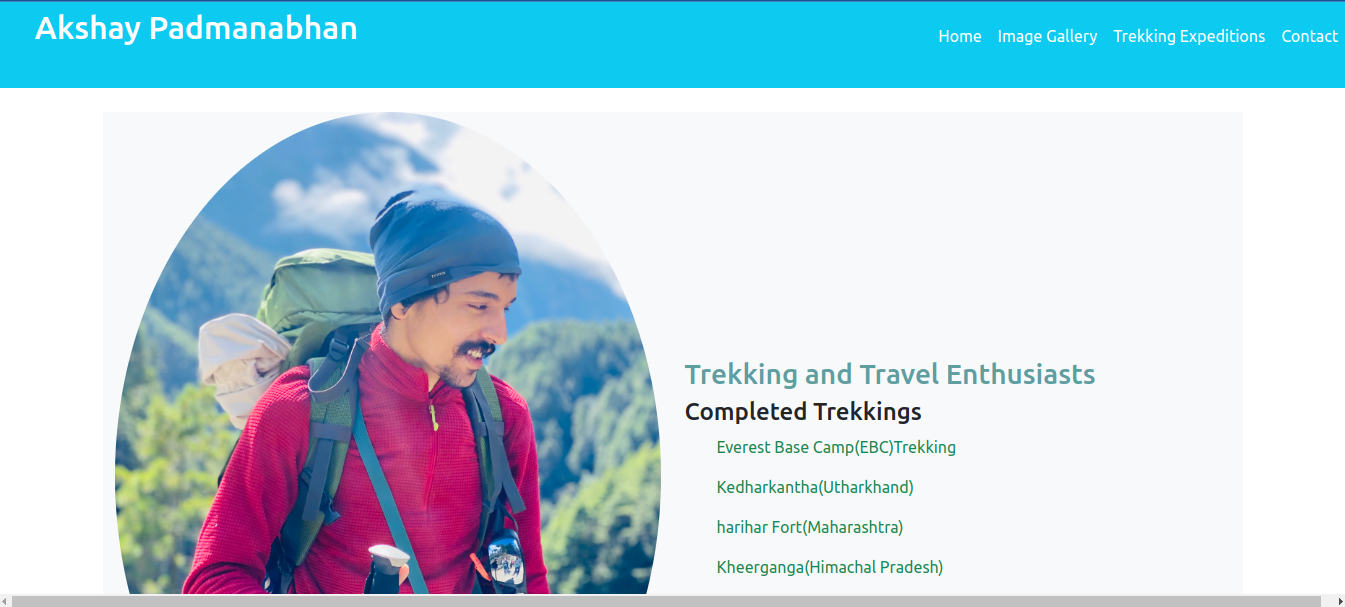 Akshay Padmanabhan
Home Image Gallery Trekking Expeditions Contact
Trekking and Travel Enthusiasts
Completed Trekkings
Everest Base Camp(EBC)Trekking
Kedharkantha(Utharkhand)
harihar Fort(Maharashtra)
Kheerganga(Himachal Pradesh)